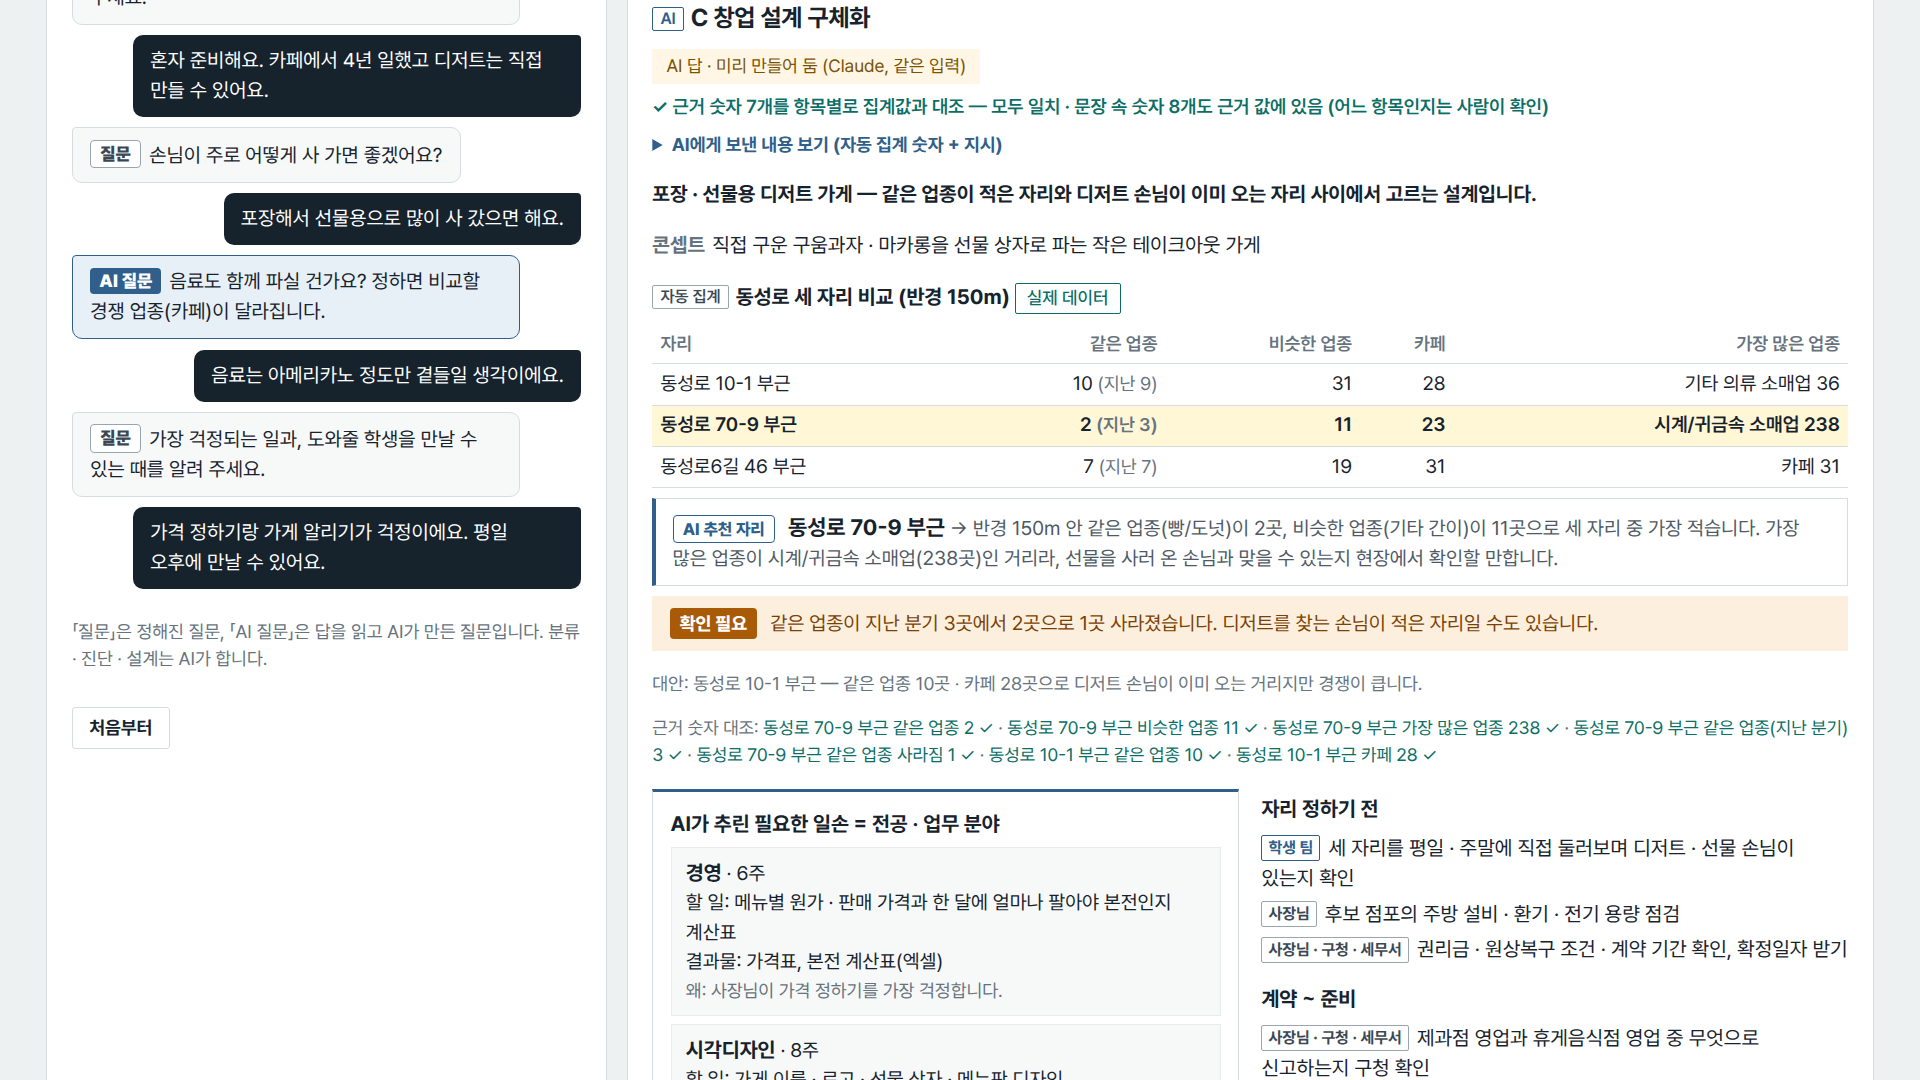 혼자 준비해요. 카페에서 4년 일했고 디저트는 직접
만들 수 있어요.
질문 손님이 주로 어떻게 사 가면 좋겠어요?
포장해서 선물용으로 많이 사 갔으면 해요.
AI 질문 음료도 함께 파실 건가요? 정하면 비교할
경쟁 업종(카페)이 달라집니다.
음료는 아메리카노 정도만 곁들일 생각이에요.
질문 가장 걱정되는 일과, 도와줄 학생을 만날 수
있는 때를 알려 주세요.
가격 정하기랑 가게 알리기가 걱정이에요. 평일
오후에 만날 수 있어요.
「질문」은 정해진 질문, 「AI 질문」은 답을 읽고 AI가 만든 질문입니다. 분류
· 진단 · 설계는 AI가 합니다.
처음부터
AI C 창업 설계 구체화
AI 답 · 미리 만들어 둠 (Claude, 같은 입력)
✓ 근거 숫자 7개를 항목별로 집계값과 대조 — 모두 일치 · 문장 속 숫자 8개도 근거 값에 있음 (어느 항목인지는 사람이 확인)
▶ AI에게 보낸 내용 보기 (자동 집계 숫자 + 지시)
포장 · 선물용 디저트 가게 — 같은 업종이 적은 자리와 디저트 손님이 이미 오는 자리 사이에서 고르는 설계입니다.
콘셉트 직접 구운 구움과자 · 마카롱을 선물 상자로 파는 작은 테이크아웃 가게
자동 집계 동성로 세 자리 비교 (반경 150m) 실제 데이터
자리 같은 업종 비슷한 업종 카페 가장 많은 업종
동성로 10-1 부근 10 (지난 9) 31 28 기타 의류 소매업 36
동성로 70-9 부근 2 (지난 3) 11 23 시계/귀금속 소매업 238
동성로6길 46 부근 7 (지난 7) 19 31 카페 31
AI 추천 자리 동성로 70-9 부근 → 반경 150m 안 같은 업종(빵/도넛)이 2곳, 비슷한 업종(기타 간이)이 11곳으로 세 자리 중 가장 적습니다. 가장
많은 업종이 시계/귀금속 소매업(238곳)인 거리라, 선물을 사러 온 손님과 맞을 수 있는지 현장에서 확인할 만합니다.
확인 필요 같은 업종이 지난 분기 3곳에서 2곳으로 1곳 사라졌습니다. 디저트를 찾는 손님이 적은 자리일 수도 있습니다.
대안: 동성로 10-1 부근 — 같은 업종 10곳 · 카페 28곳으로 디저트 손님이 이미 오는 거리지만 경쟁이 큽니다.
근거 숫자 대조: 동성로 70-9 부근 같은 업종 2 ✓ · 동성로 70-9 부근 비슷한 업종 11 ✓ · 동성로 70-9 부근 가장 많은 업종 238 ✓ · 동성로 70-9 부근 같은 업종(지난 분기)
3 ✓ · 동성로 70-9 부근 같은 업종 사라짐 1 ✓ · 동성로 10-1 부근 같은 업종 10 ✓ · 동성로 10-1 부근 카페 28 ✓
AI가 추린 필요한 일손 = 전공 · 업무 분야
경영 · 6주
할 일: 메뉴별 원가 · 판매 가격과 한 달에 얼마나 팔아야 본전인지
계산표
결과물: 가격표, 본전 계산표(엑셀)
왜: 사장님이 가격 정하기를 가장 걱정합니다.
시각디자인 · 8주
할 일: 가게 이름 · 로고 · 선물 상자 · 메뉴판 디자인
자리 정하기 전
학생 팀 세 자리를 평일 · 주말에 직접 둘러보며 디저트 · 선물 손님이
있는지 확인
사장님 후보 점포의 주방 설비 · 환기 · 전기 용량 점검
사장님 · 구청 · 세무서 권리금 · 원상복구 조건 · 계약 기간 확인, 확정일자 받기
계약 ~ 준비
사장님 · 구청 · 세무서 제과점 영업과 휴게음식점 영업 중 무엇으로
신고하는지 구청 확인